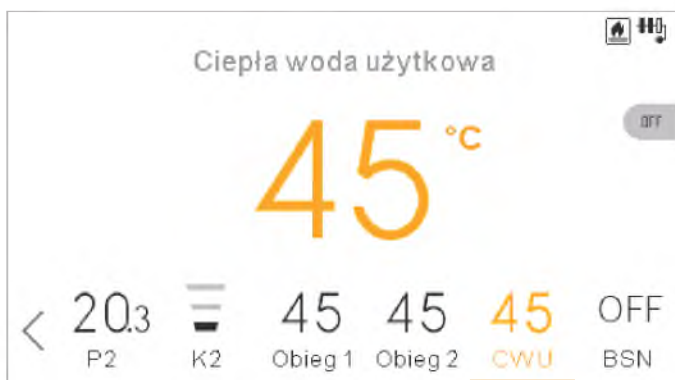 Ciepła woda użytkowa
45 °C
OFF
20.3 45 45 45 OFF
P2 K2 Obieg 1 Obieg 2 CWU BSN